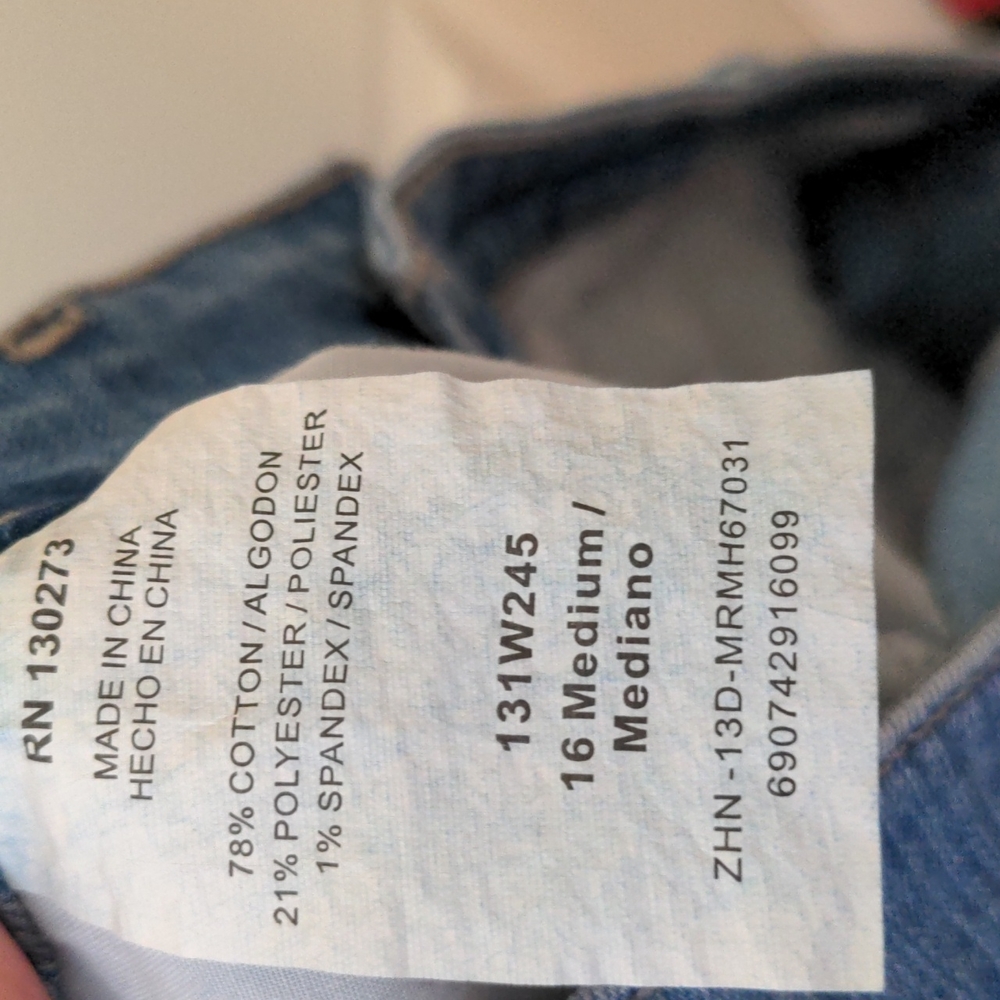 RN 130273
MADE IN CHINA
HECHO EN CHINA
78% COTTON / ALGODON
21% POLYESTER / POLIESTER
1% SPANDEX / SPANDEX
131W245
16 Medium /
Mediano
ZHN -13D-MRMH67031
690742916099